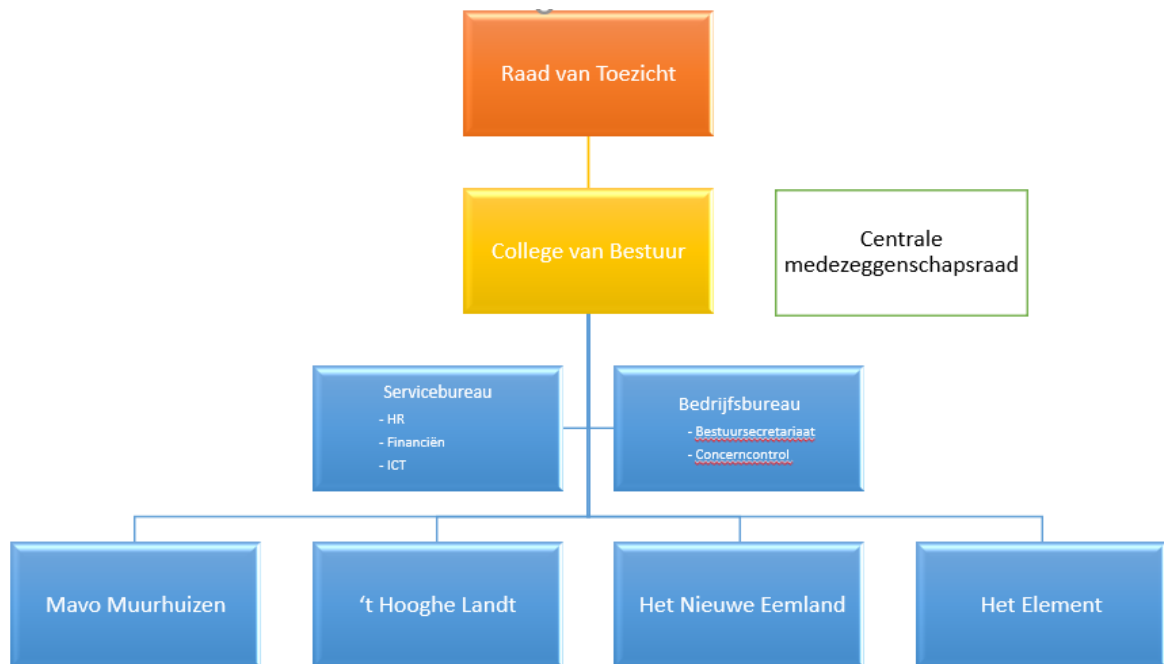 Raad van Toezicht
College van Bestuur
Centrale
medezeggenschapsraad
Servicebureau
- HR
- Financiën
- ICT
Bedrijfsbureau
- Bestuursecretariaat
- Concerncontrol
Mavo Muurhuizen
‘t Hooghe Landt
Het Nieuwe Eemland
Het Element